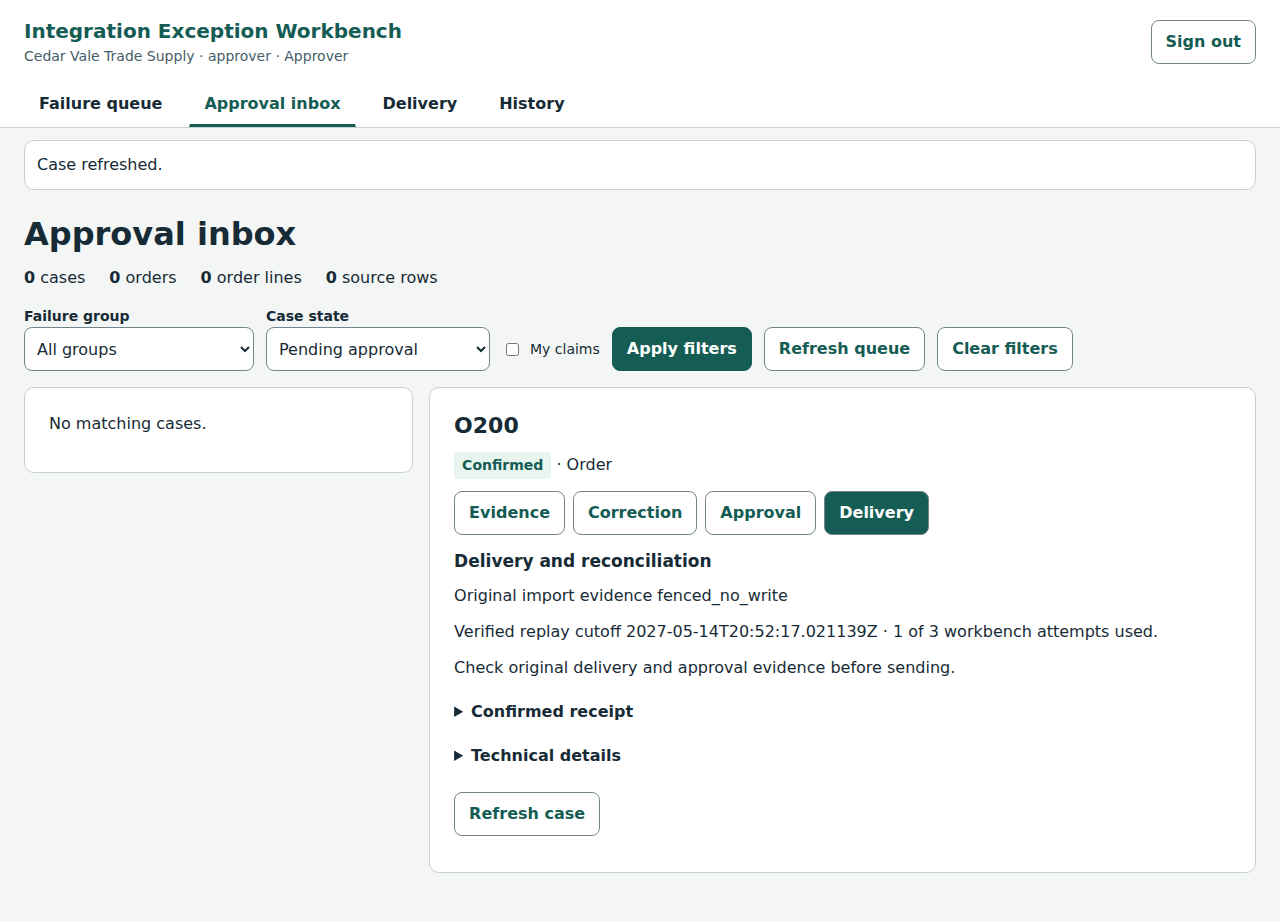 Integration Exception Workbench
Cedar Vale Trade Supply · approver · Approver
Sign out
Failure queue Approval inbox Delivery History
Case refreshed.
Approval inbox
0 cases 0 orders 0 order lines 0 source rows
Failure group Case state
All groups Pending approval My claims Apply filters Refresh queue Clear filters
No matching cases.
O200
Confirmed · Order
Evidence Correction Approval Delivery
Delivery and reconciliation
Original import evidence fenced_no_write
Verified replay cutoff 2027-05-14T20:52:17.021139Z · 1 of 3 workbench attempts used.
Check original delivery and approval evidence before sending.
Confirmed receipt
Technical details
Refresh case